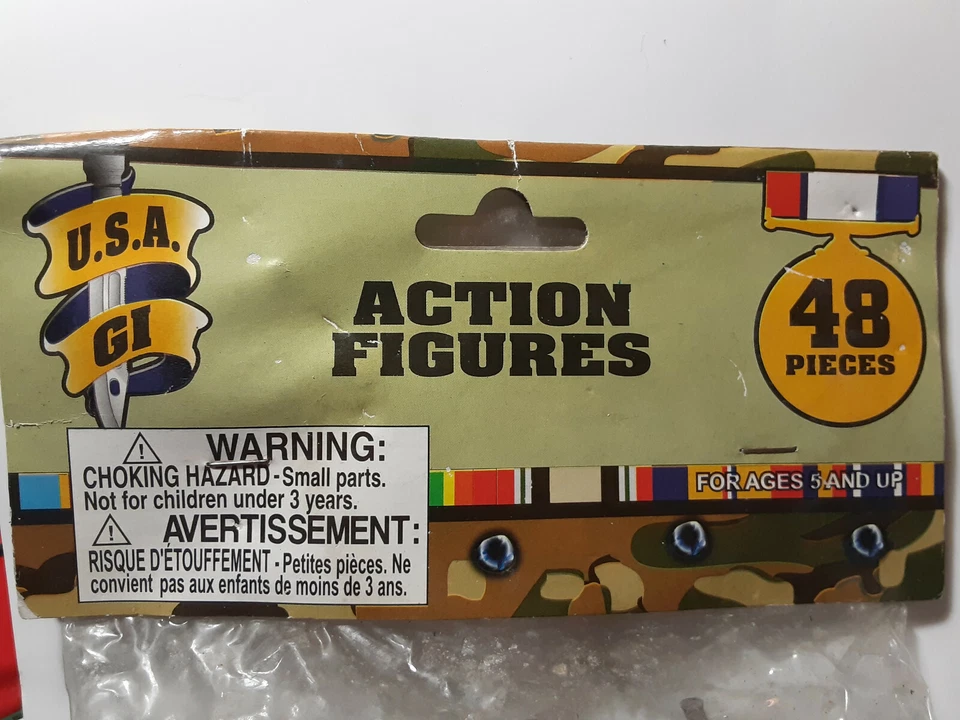 U.S.A.
GI
ACTION
FIGURES
48
PIECES
WARNING:
CHOKING HAZARD - Small parts.
Not for children under 3 years.
AVERTISSEMENT:
RISQUE D'ÉTOUFFEMENT - Petites pièces. Ne
convient pas aux enfants de moins de 3 ans.
FOR AGES 5 AND UP